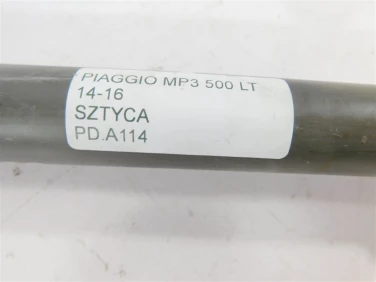 PIAGGIO MP3 500 LT
14-16
SZTYCA
PD.A114